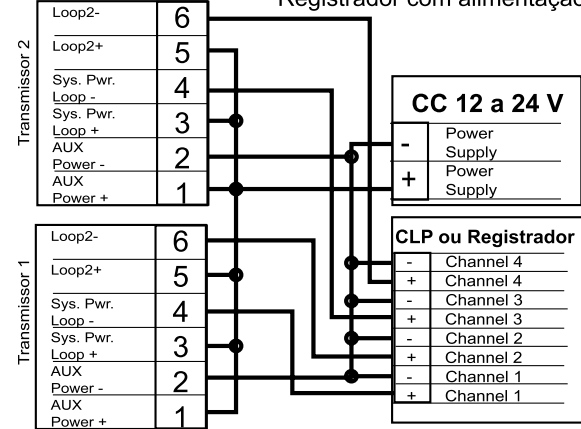 Registrador com alimentação
Transmissor 2
Loop2-
6
Loop2+
5
Sys. Pwr.
Loop -
4
Sys. Pwr.
Loop +
3
AUX
Power -
2
AUX
Power +
1
CC 12 a 24 V
-
Power
Supply
+
Power
Supply
Transmissor 1
Loop2-
6
Loop2+
5
Sys. Pwr.
Loop -
4
Sys. Pwr.
Loop +
3
AUX
Power -
2
AUX
Power +
1
CLP ou Registrador
- Channel 4
+ Channel 4
- Channel 3
+ Channel 3
- Channel 2
+ Channel 2
- Channel 1
+ Channel 1